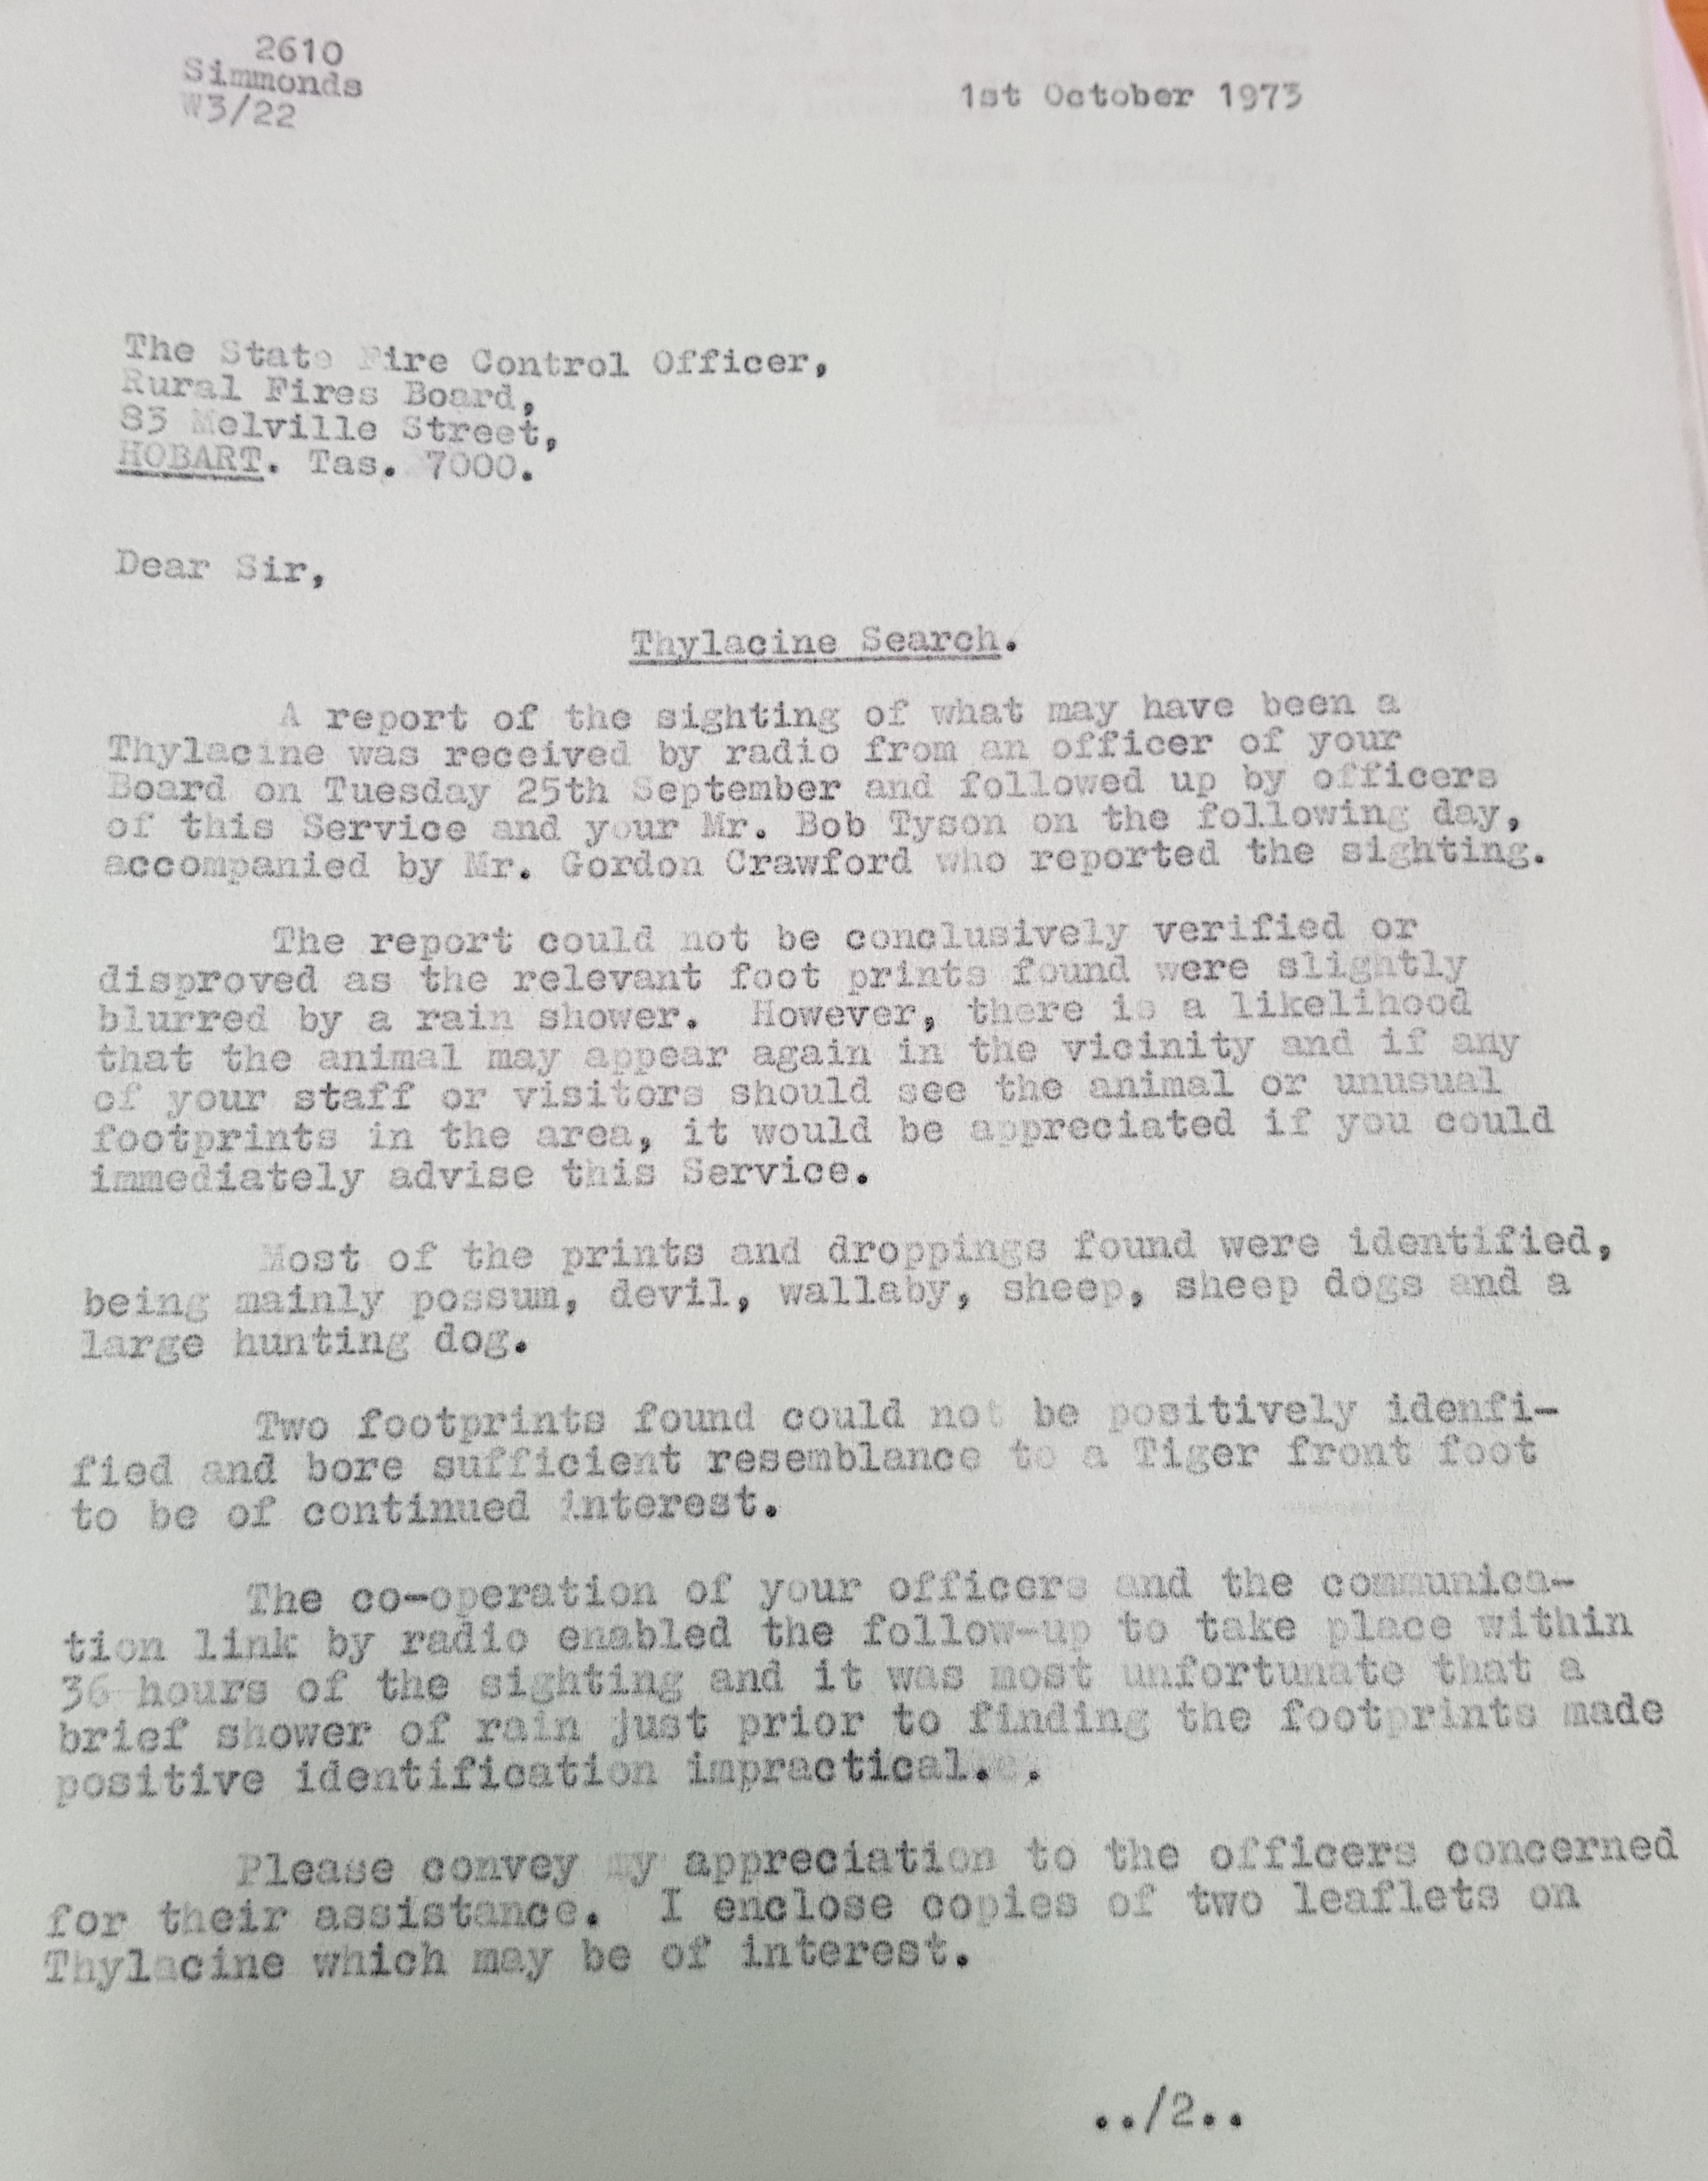 2610
Simmonds
W3/22
1st October 1973
The State Fire Control Officer,
Rural Fires Board,
83 Melville Street,
HOBART. Tas. 7000.
Dear Sir,
Thylacine Search.
A report of the sighting of what may have been a
Thylacine was received by radio from an officer of your
Board on Tuesday 25th September and followed up by officers
of this Service and your Mr. Bob Tyson on the following day,
accompanied by Mr. Gordon Crawford who reported the sighting.
The report could not be conclusively verified or
disproved as the relevant foot prints found were slightly
blurred by a rain shower. However, there is a likelihood
that the animal may appear again in the vicinity and if any
of your staff or visitors should see the animal or unusual
footprints in the area, it would be appreciated if you could
immediately advise this Service.
Most of the prints and droppings found were identified,
being mainly possum, devil, wallaby, sheep, sheep dogs and a
large hunting dog.
Two footprints found could not be positively idenfi-
fied and bore sufficient resemblance to a Tiger front foot
to be of continued interest.
The co-operation of your officers and the communica-
tion link by radio enabled the follow-up to take place within
36 hours of the sighting and it was most unfortunate that a
brief shower of rain just prior to finding the footprints made
positive identification impractical. .
Please convey my appreciation to the officers concerned
for their assistance. I enclose copies of two leaflets on
Thylacine which may be of interest.
../2..